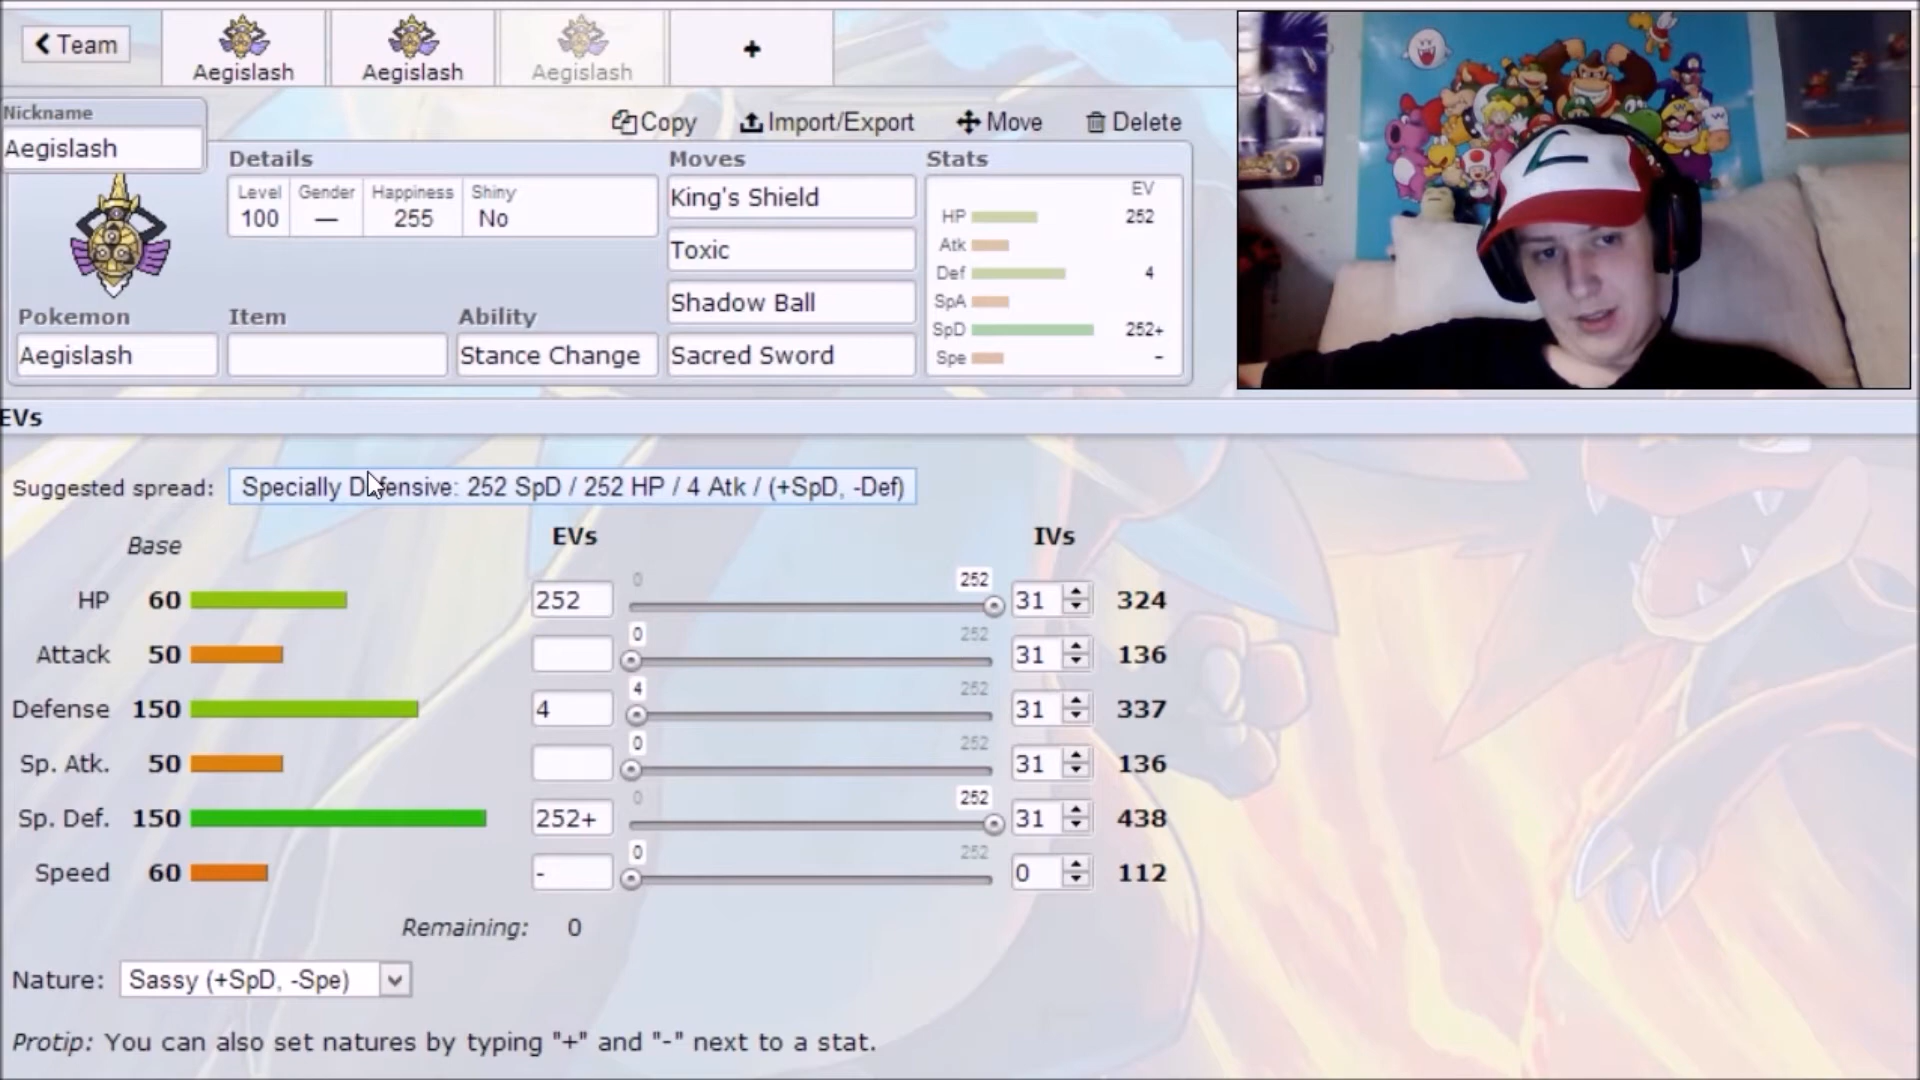 Team
Aegislash
Aegislash
Aegislash
+
Nickname
Aegislash
Copy
Import/Export
Move
Delete
Details
Level Gender Happiness Shiny
100 — 255 No
Pokemon
Aegislash
Item
Ability
Stance Change
Moves
King's Shield
Toxic
Shadow Ball
Sacred Sword
Stats
EV
HP 252
Atk
Def 4
SpA
SpD 252+
Spe -
EVs
Suggested spread: Specially Defensive: 252 SpD / 252 HP / 4 Atk / (+SpD, -Def)
Base EVs IVs
HP 60 252 0 252 31 324
Attack 50 0 252 31 136
Defense 150 4 4 252 31 337
Sp. Atk. 50 0 252 31 136
Sp. Def. 150 252+ 0 252 31 438
Speed 60 - 0 252 0 112
Remaining: 0
Nature: Sassy (+SpD, -Spe)
Protip: You can also set natures by typing "+" and "-" next to a stat.